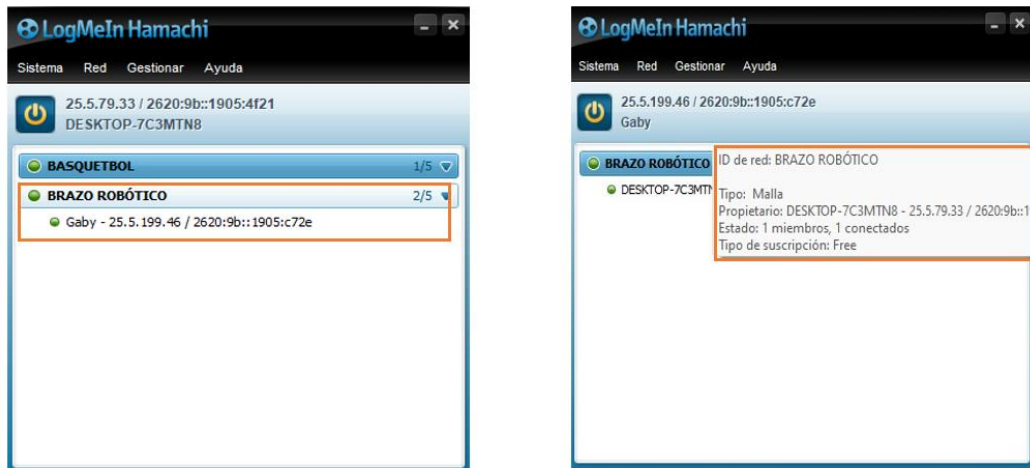 LogMeIn Hamachi
Sistema Red Gestionar Ayuda
25.5.79.33 / 2620:9b::1905:4f21
DESKTOP-7C3MTN8
BASQUETBOL 1/5
BRAZO ROBÓTICO 2/5
Gaby - 25.5.199.46 / 2620:9b::1905:c72e
LogMeIn Hamachi
Sistema Red Gestionar Ayuda
25.5.199.46 / 2620:9b::1905:c72e
Gaby
BRAZO ROBÓTICO
DESKTOP-7C3MTN
ID de red: BRAZO ROBÓTICO
Tipo: Malla
Propietario: DESKTOP-7C3MTN8 - 25.5.79.33 / 2620:9b::1
Estado: 1 miembros, 1 conectados
Tipo de suscripción: Free